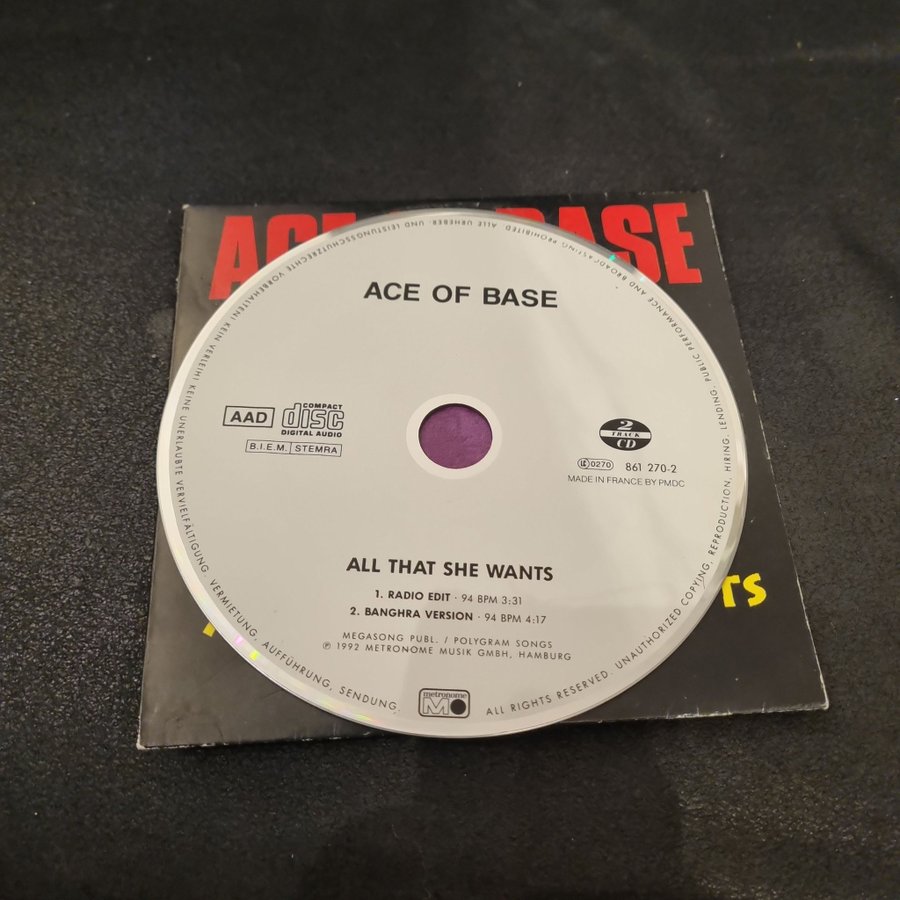 ACE BASE
ACE OF BASE
AAD
COMPACT
disc
DIGITAL AUDIO
B.I.E.M. STEMRA
2
TRACK
CD
LC 0270 861 270-2
MADE IN FRANCE BY PMDC
ALL THAT SHE WANTS
1. RADIO EDIT · 94 BPM 3:31
2. BANGHRA VERSION · 94 BPM 4:17
MEGASONG PUBL. / POLYGRAM SONGS
℗ 1992 METRONOME MUSIK GMBH, HAMBURG
metronome
M
ALLE URHEBER- UND LEISTUNGSSCHUTZRECHTE VORBEHALTEN! KEIN VERLEIH! KEINE UNERLAUBTE VERVIELFÄLTIGUNG, VERMIETUNG, AUFFÜHRUNG, SENDUNG.
ALL RIGHTS RESERVED. UNAUTHORIZED COPYING, REPRODUCTION, HIRING, LENDING, PUBLIC PERFORMANCE AND BROADCASTING PROHIBITED.
TS